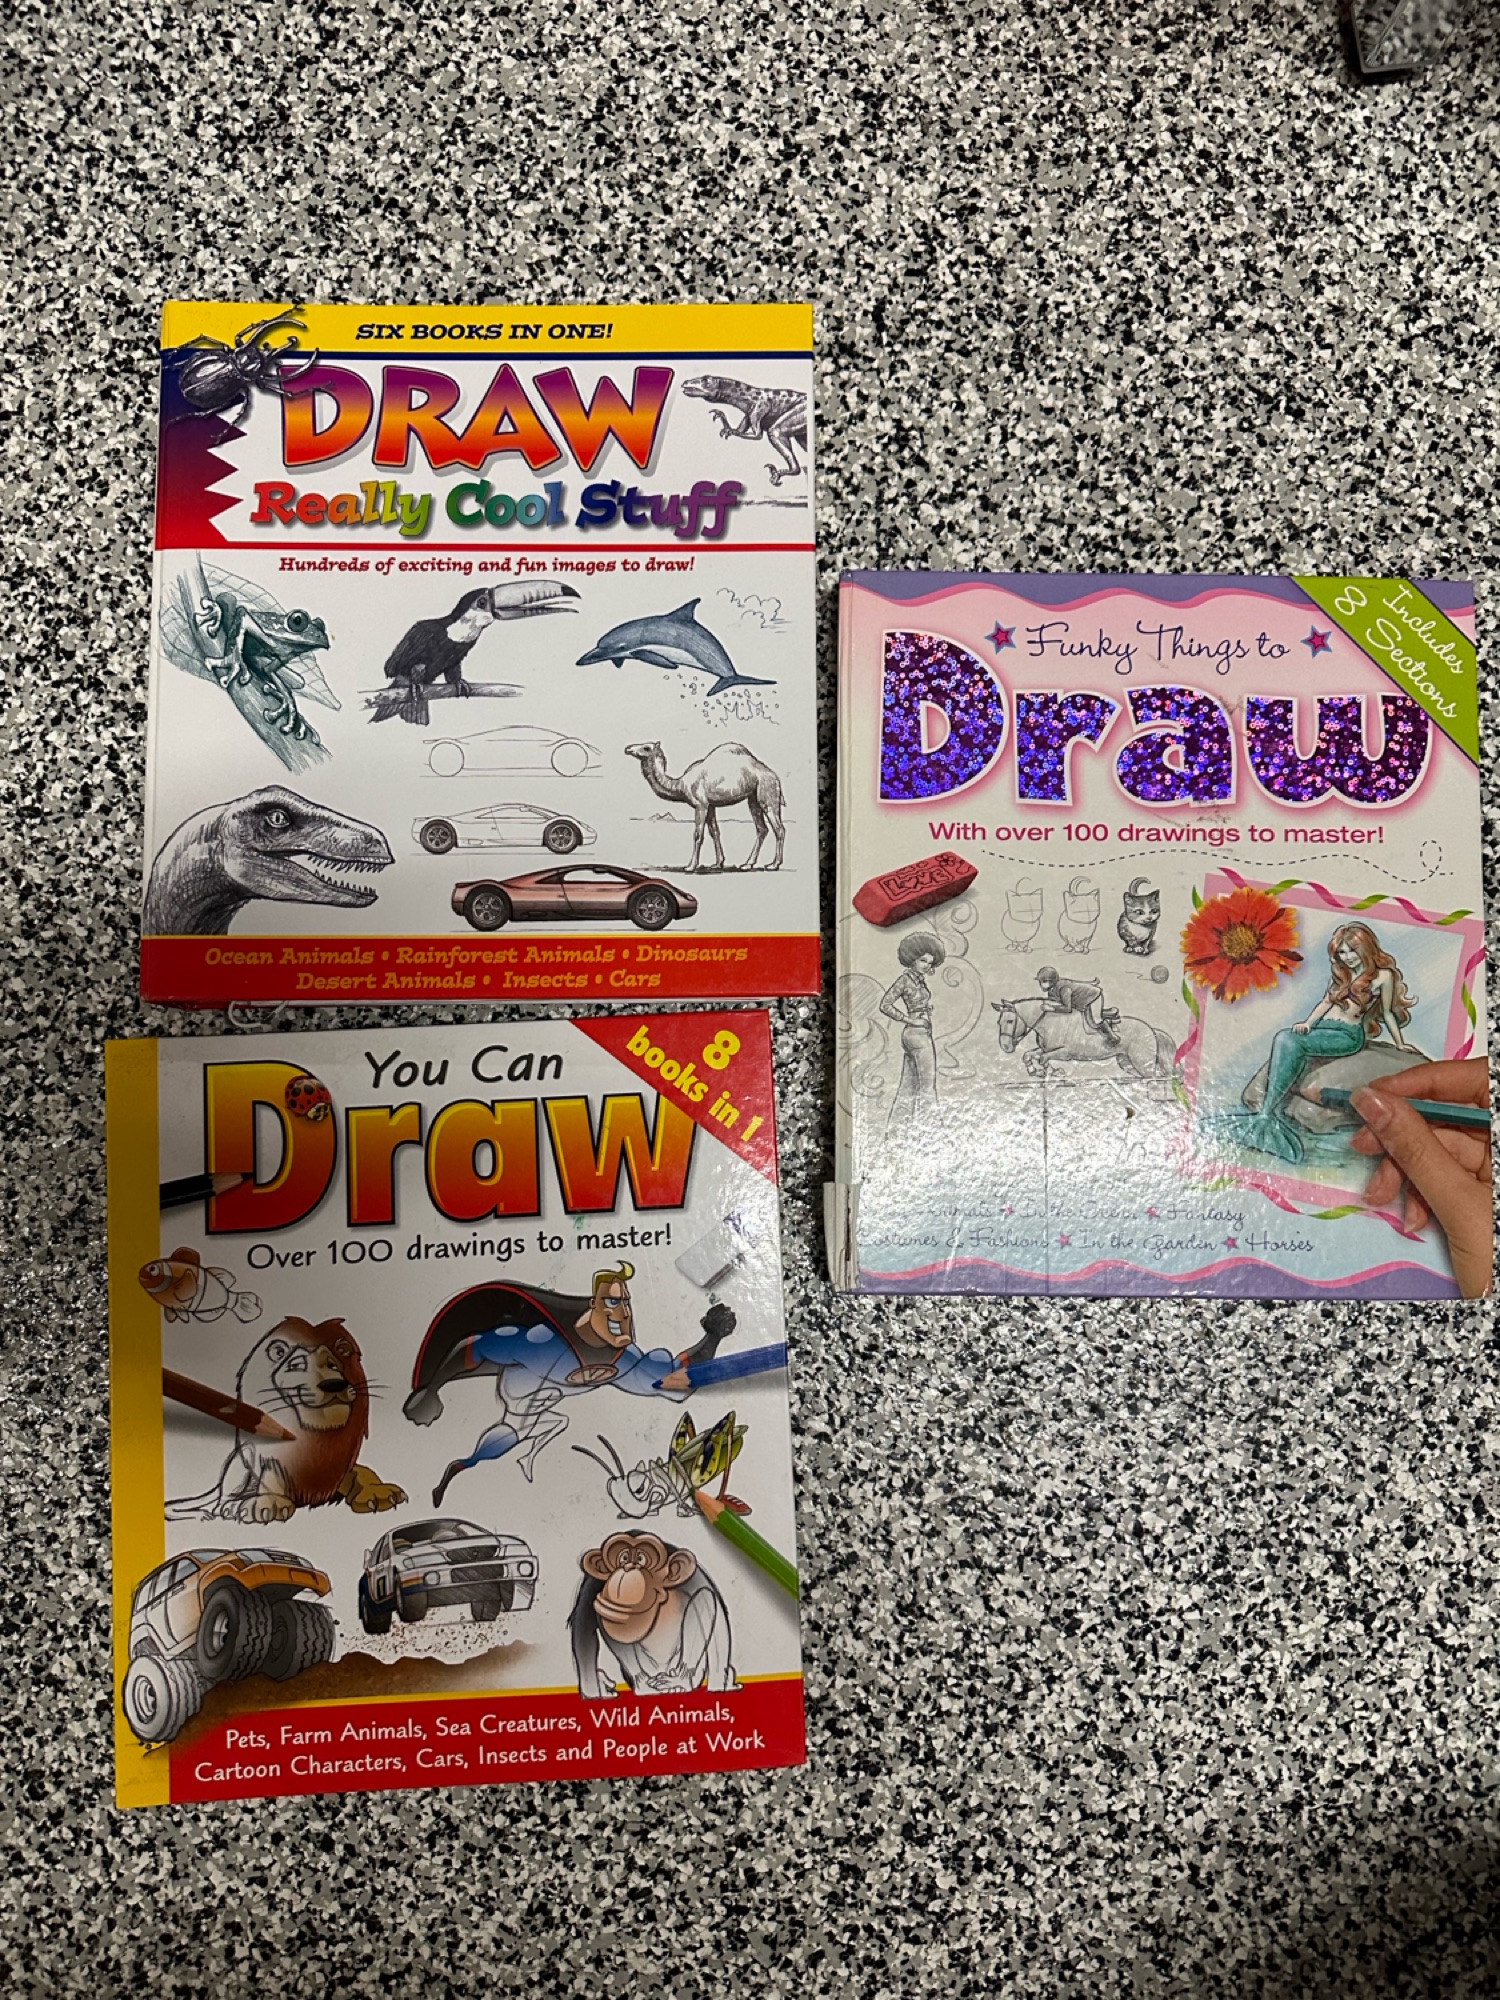 SIX BOOKS IN ONE!
DRAW
Really Cool Stuff
Hundreds of exciting and fun images to draw!
Ocean Animals • Rainforest Animals • Dinosaurs
Desert Animals • Insects • Cars
Includes
8 Sections
Funky Things to
Draw
With over 100 drawings to master!
LOVE
Animals ★ In the Ocean ★ Fantasy
Costumes & Fashions ★ In the Garden ★ Horses
8
books in 1
You Can
Draw
Over 100 drawings to master!
Pets, Farm Animals, Sea Creatures, Wild Animals,
Cartoon Characters, Cars, Insects and People at Work